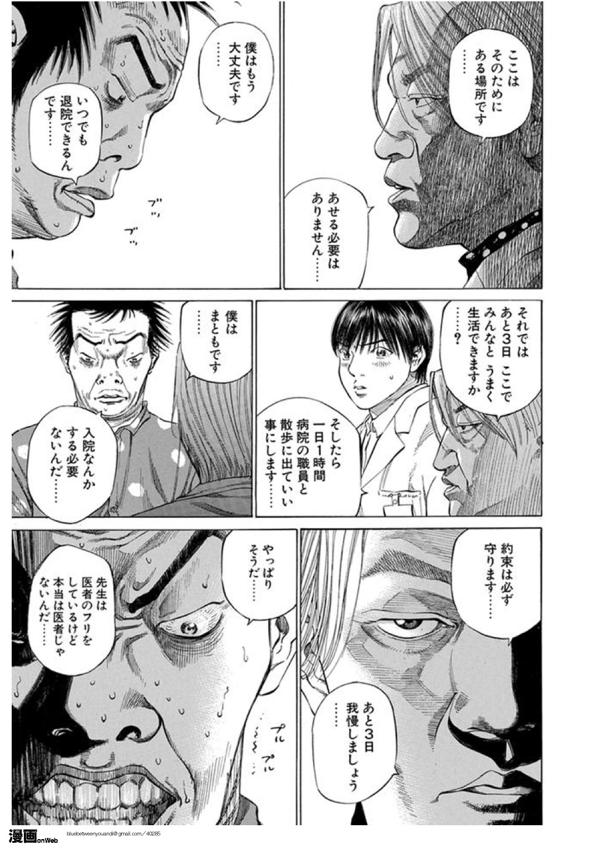 ここは
そのために
ある場所です
あせる必要は
ありません……
僕はもう
大丈夫です
……
いつでも
退院できるん
です……
それでは
あと3日 ここで
みんなと うまく
生活できますか
……?
そしたら
一日1時間
病院の職員と
散歩に出ていい
事にします……
僕は
まともです
……
入院なんか
する必要
ないんだ……
約束は必ず
守ります……
あと3日
我慢しましょう
……
やっぱり
そうだ……
先生は
医者のフリを
しているけど
本当は医者じゃ
ないんだ……
プル
プル
漫画onWeb